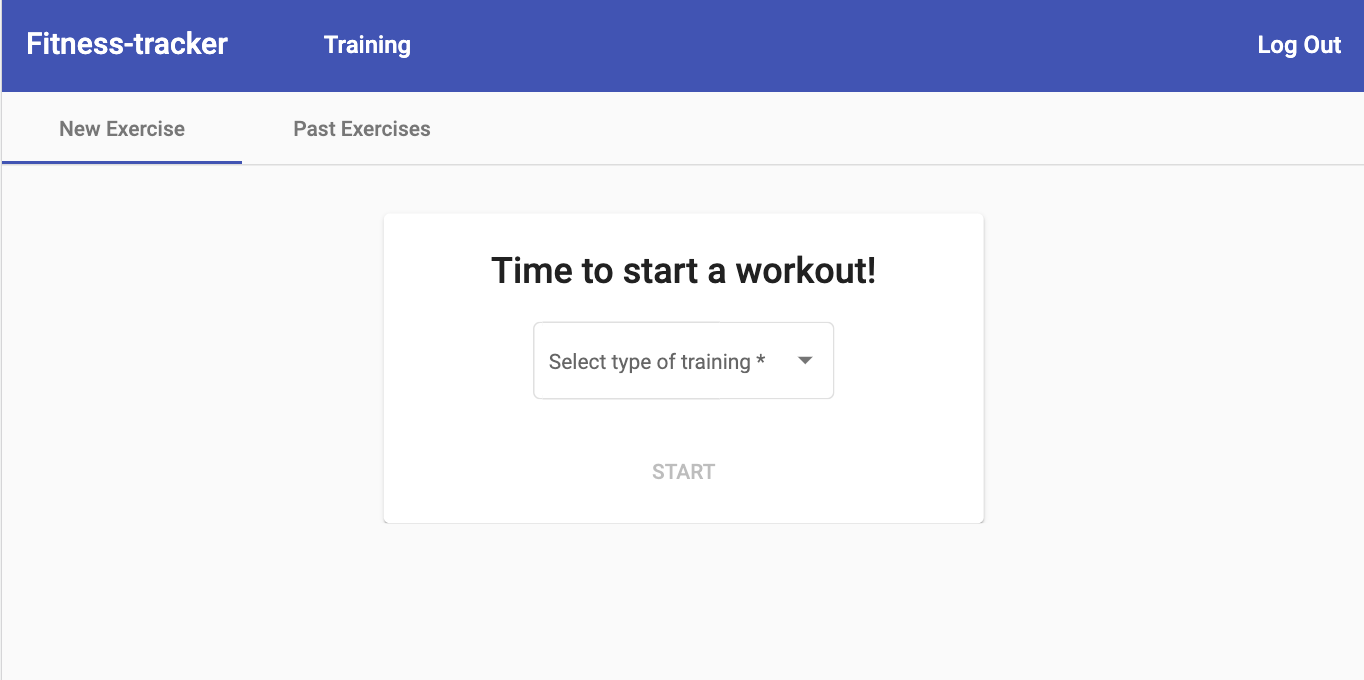 Fitness-tracker Training Log Out
New Exercise Past Exercises
Time to start a workout!
Select type of training *
START